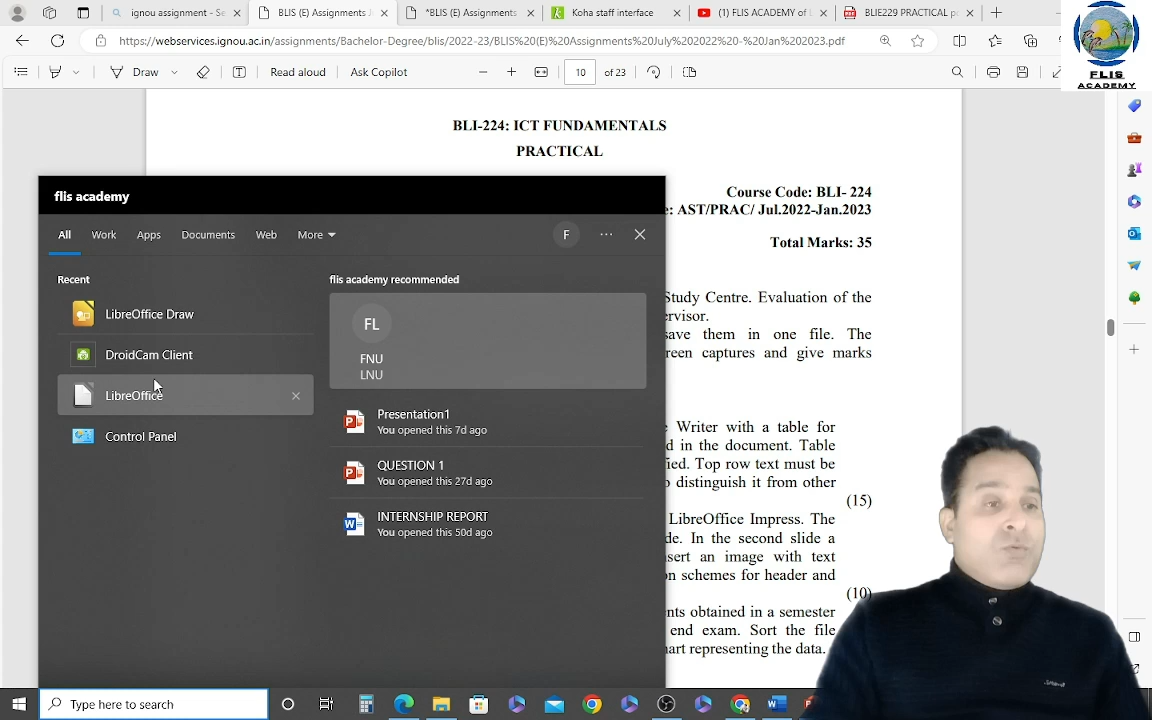 ignou assignment - Se
BLIS (E) Assignments J
*BLIS (E) Assignments
Koha staff interface
(1) FLIS ACADEMY of L
BLIE229 PRACTICAL p
https://webservices.ignou.ac.in/assignments/Bachelor-Degree/blis/2022-23/BLIS%20(E)%20Assignments%20July%202022%20-%20Jan%202023.pdf
Draw
Read aloud
Ask Copilot
10 of 23
FLIS
ACADEMY
BLI-224: ICT FUNDAMENTALS
PRACTICAL
Course Code: BLI- 224
e: AST/PRAC/ Jul.2022-Jan.2023
Total Marks: 35
Study Centre. Evaluation of the
ervisor.
save them in one file. The
reen captures and give marks
e Writer with a table for
d in the document. Table
ied. Top row text must be
o distinguish it from other
(15)
LibreOffice Impress. The
de. In the second slide a
sert an image with text
on schemes for header and
(10)
nts obtained in a semester
end exam. Sort the file
hart representing the data.
flis academy
All Work Apps Documents Web More
F
Recent
LibreOffice Draw
DroidCam Client
LibreOffice
Control Panel
flis academy recommended
FL
FNU
LNU
Presentation1
You opened this 7d ago
QUESTION 1
You opened this 27d ago
INTERNSHIP REPORT
You opened this 50d ago
Type here to search